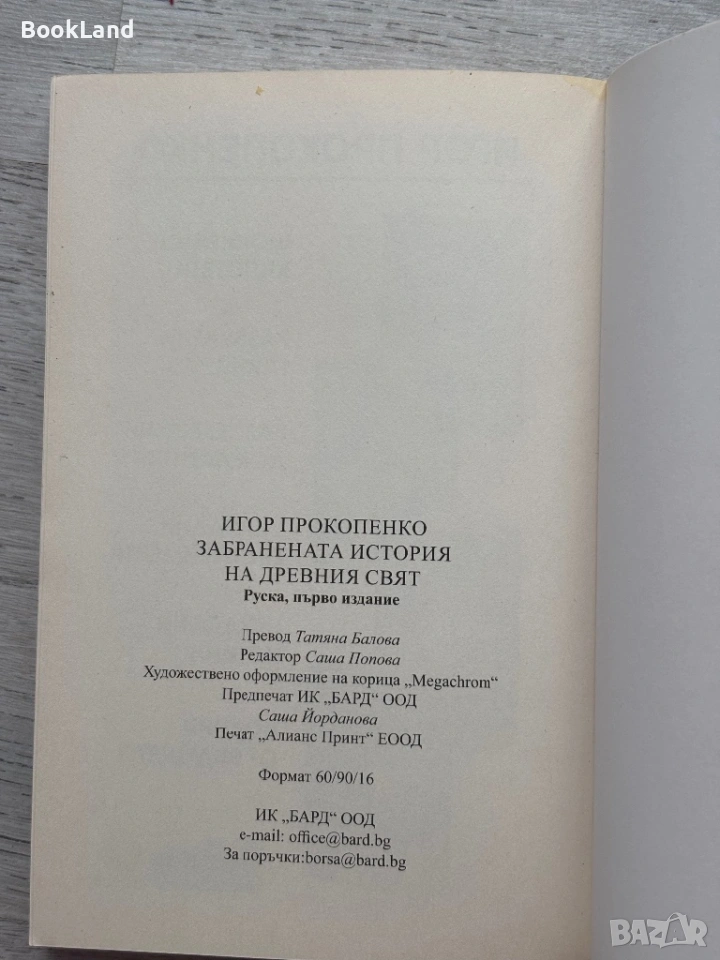 BookLand
ИГОР ПРОКОПЕНКО
ЗАБРАНЕНАТА ИСТОРИЯ
НА ДРЕВНИЯ СВЯТ
Руска, първо издание
Превод Татяна Балова
Редактор Саша Попова
Художествено оформление на корица „Megachrom“
Предпечат ИК „БАРД“ ООД
Саша Йорданова
Печат „Алианс Принт“ ЕООД
Формат 60/90/16
ИК „БАРД“ ООД
e-mail: office@bard.bg
За поръчки:borsa@bard.bg
BAZAR